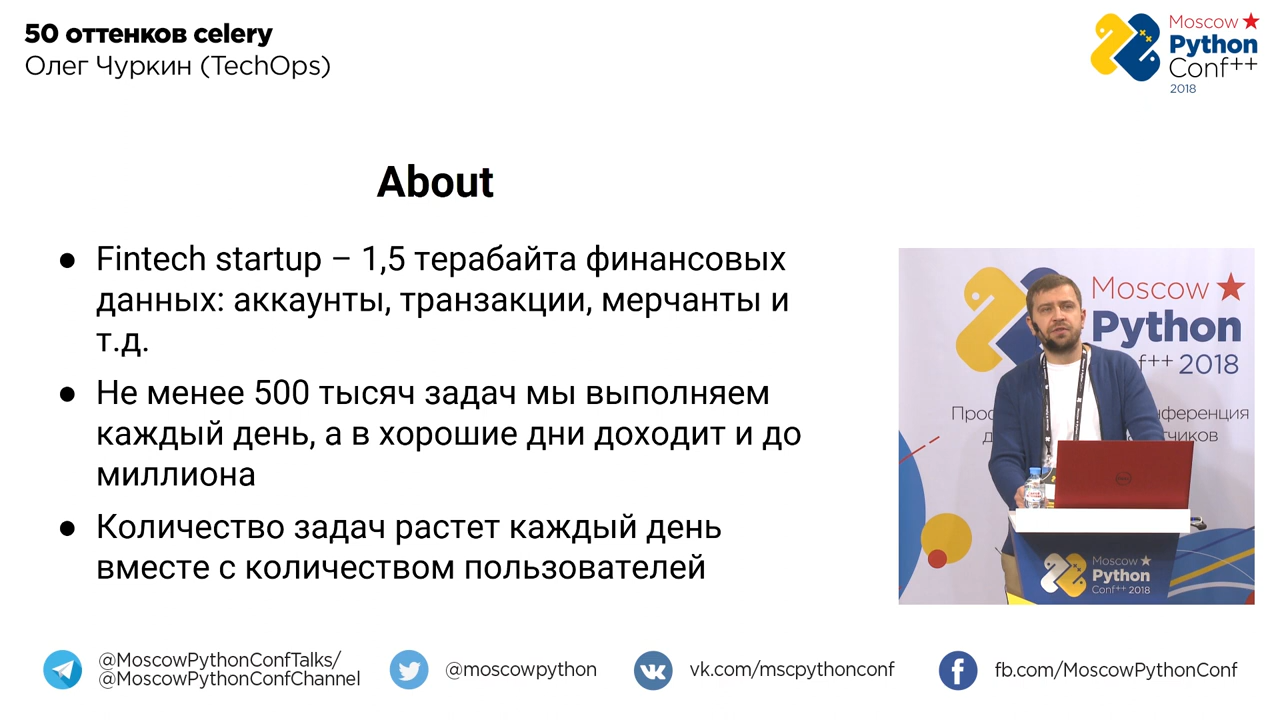 50 оттенков celery
Олег Чуркин (TechOps)
Moscow
Python
Conf++
2018
About
● Fintech startup – 1,5 терабайта финансовых
данных: аккаунты, транзакции, мерчанты и
т.д.
● Не менее 500 тысяч задач мы выполняем
каждый день, а в хорошие дни доходит и до
миллиона
● Количество задач растет каждый день
вместе с количеством пользователей
Moscow
Python
2018
Moscow
Python
Conf++ 2018
@MoscowPythonConfTalks/
@MoscowPythonConfChannel
@moscowpython
vk.com/mscpythonconf
fb.com/MoscowPythonConf